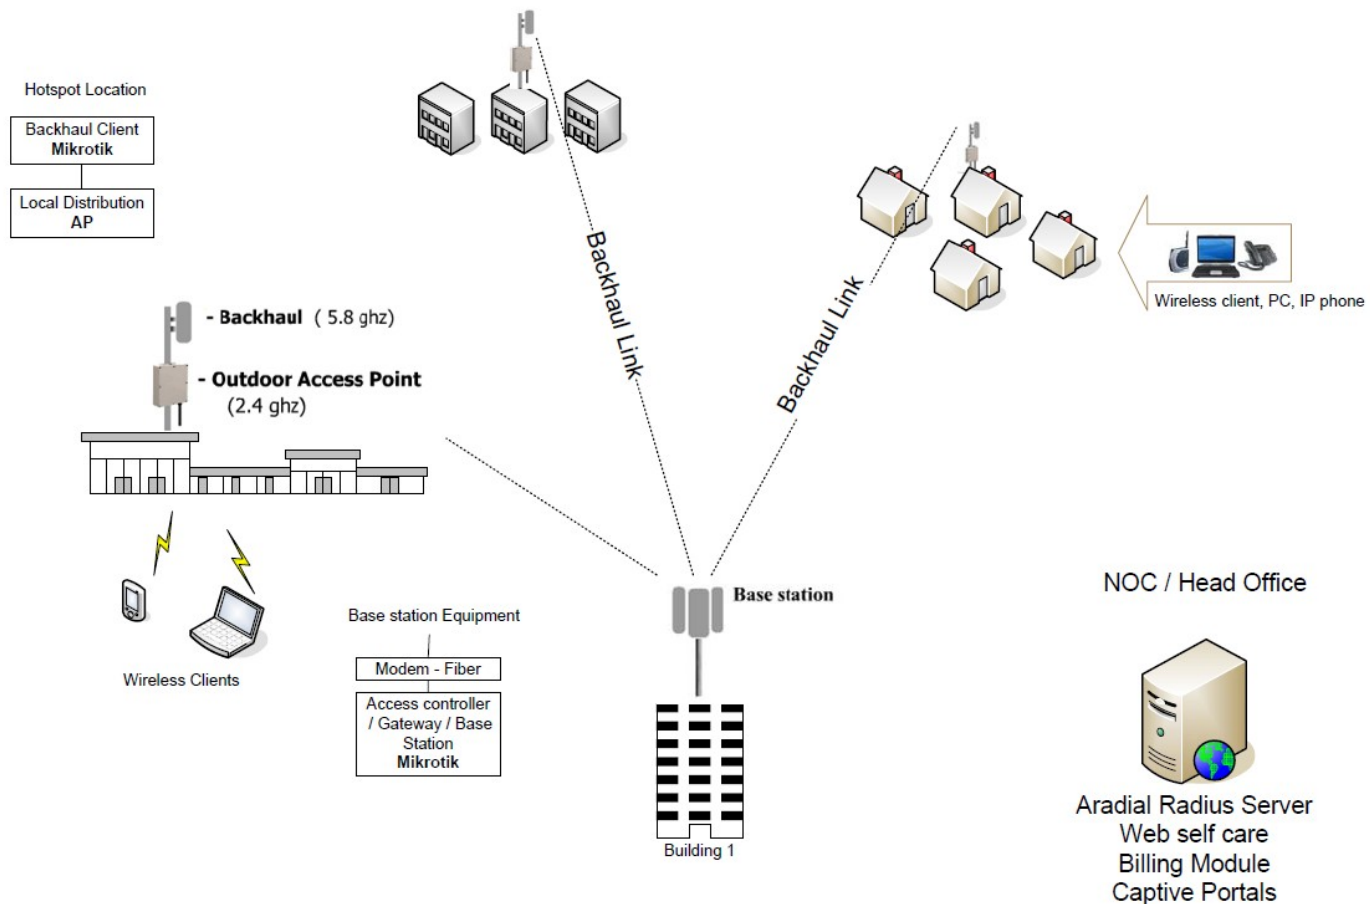 Hotspot Location
Backhaul Client
Mikrotik
Local Distribution
AP
- Backhaul ( 5.8 ghz)
- Outdoor Access Point
(2.4 ghz)
Wireless Clients
Backhaul Link
Backhaul Link
Wireless client, PC, IP phone
Base station Equipment
Modem - Fiber
Access controller
/ Gateway / Base
Station
Mikrotik
Base station
Building 1
NOC / Head Office
Aradial Radius Server
Web self care
Billing Module
Captive Portals